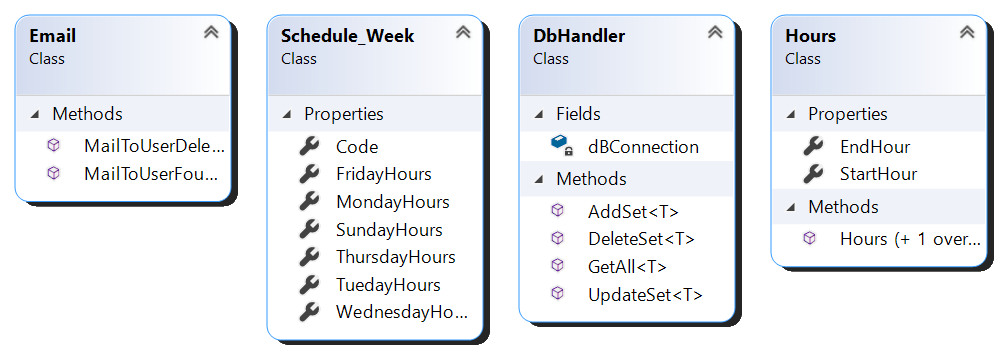 Email
Class
Methods
MailToUserDele...
MailToUserFou...
Schedule_Week
Class
Properties
Code
FridayHours
MondayHours
SundayHours
ThursdayHours
TuedayHours
WednesdayHo...
DbHandler
Class
Fields
dBConnection
Methods
AddSet<T>
DeleteSet<T>
GetAll<T>
UpdateSet<T>
Hours
Class
Properties
EndHour
StartHour
Methods
Hours (+ 1 over...